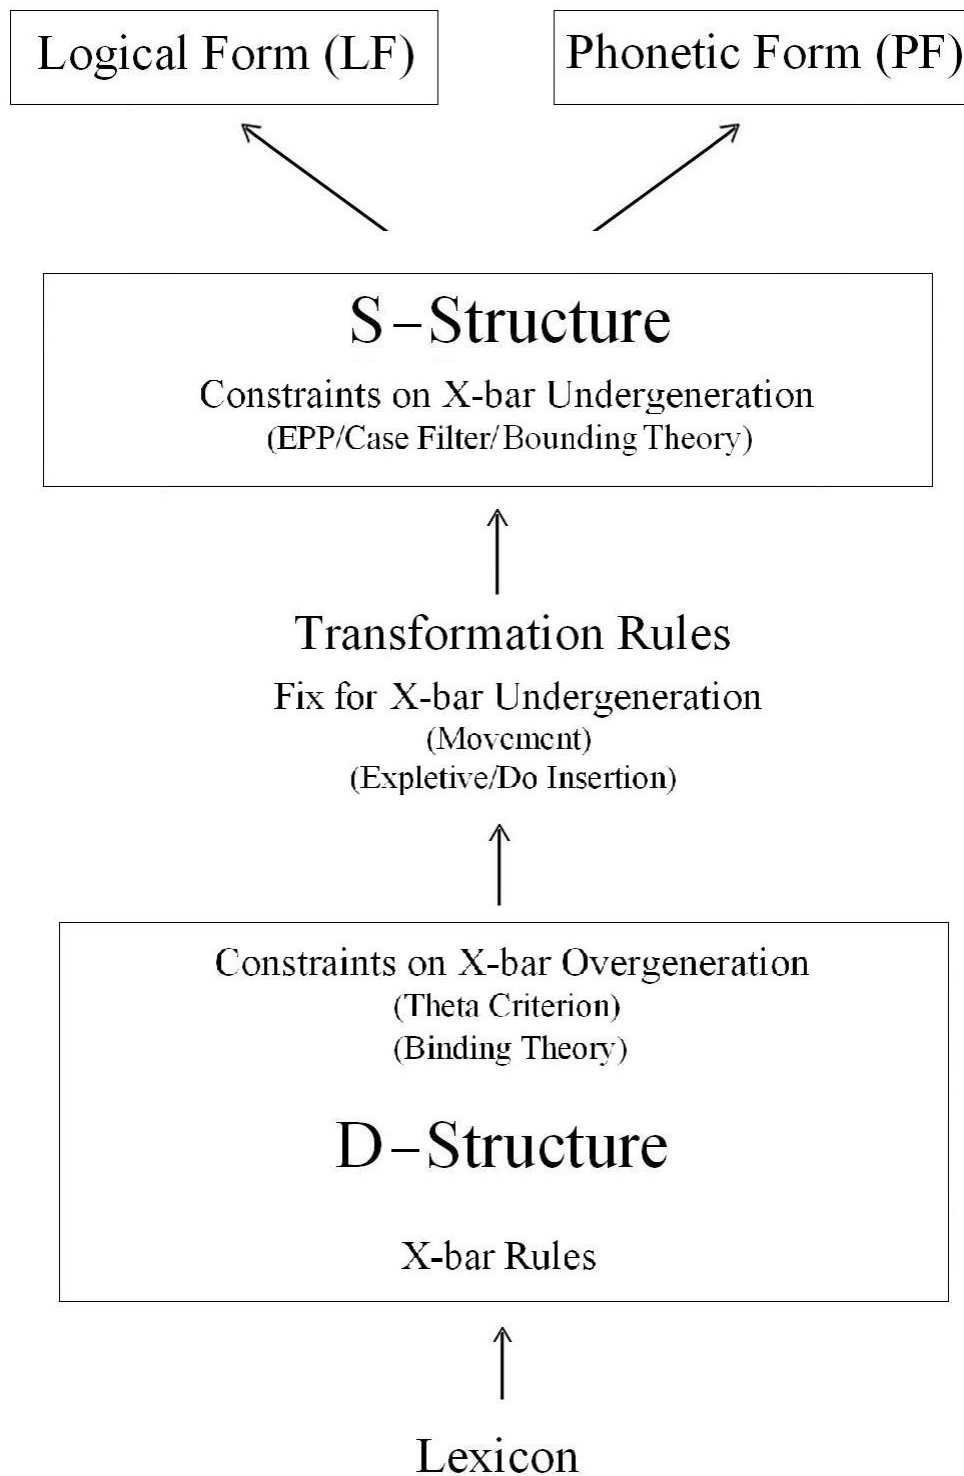 Logical Form (LF)
Phonetic Form (PF)
S–Structure
Constraints on X-bar Undergeneration
(EPP/Case Filter/Bounding Theory)
Transformation Rules
Fix for X-bar Undergeneration
(Movement)
(Expletive/Do Insertion)
Constraints on X-bar Overgeneration
(Theta Criterion)
(Binding Theory)
D–Structure
X-bar Rules
Lexicon